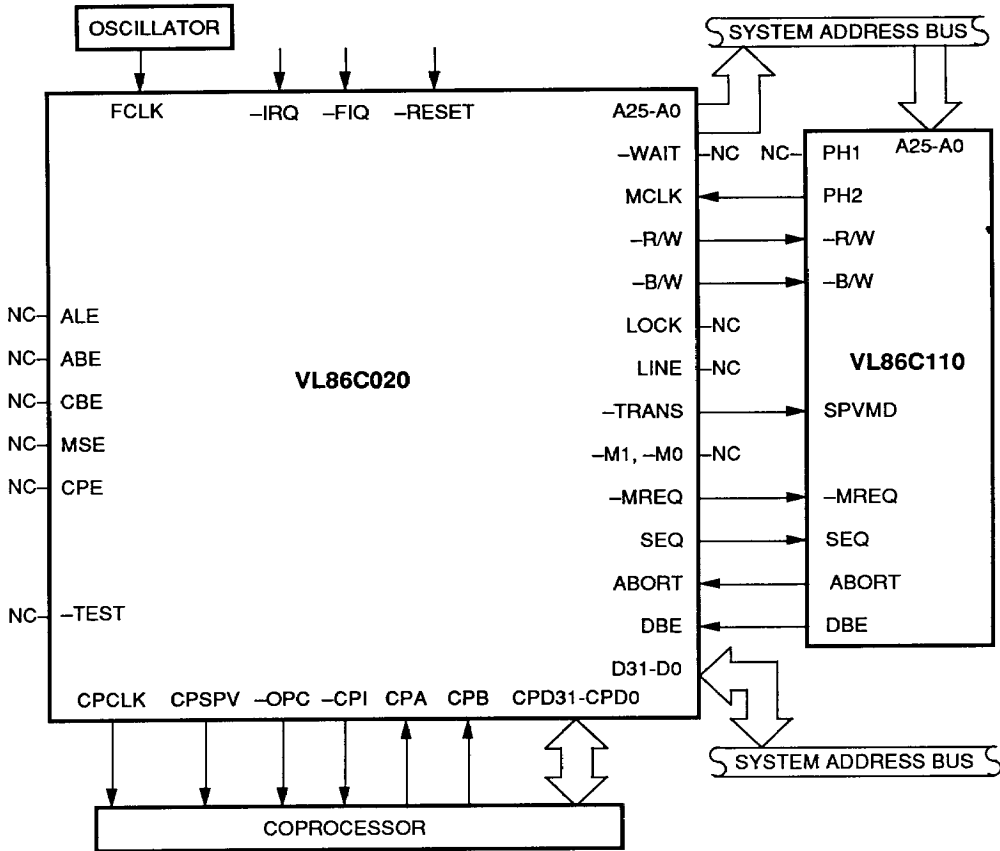 OSCILLATOR
SYSTEM ADDRESS BUS
FCLK –IRQ –FIQ –RESET A25-A0
A25-A0
–WAIT NC NC PH1
MCLK PH2
–R/W –R/W
–B/W –B/W
NC ALE LOCK NC
NC ABE LINE NC
VL86C020
VL86C110
NC CBE –TRANS SPVMD
NC MSE –M1, –M0 NC
NC CPE –MREQ –MREQ
SEQ SEQ
ABORT ABORT
NC –TEST DBE DBE
D31-D0
CPCLK CPSPV –OPC –CPI CPA CPB CPD31-CPD0
SYSTEM ADDRESS BUS
COPROCESSOR